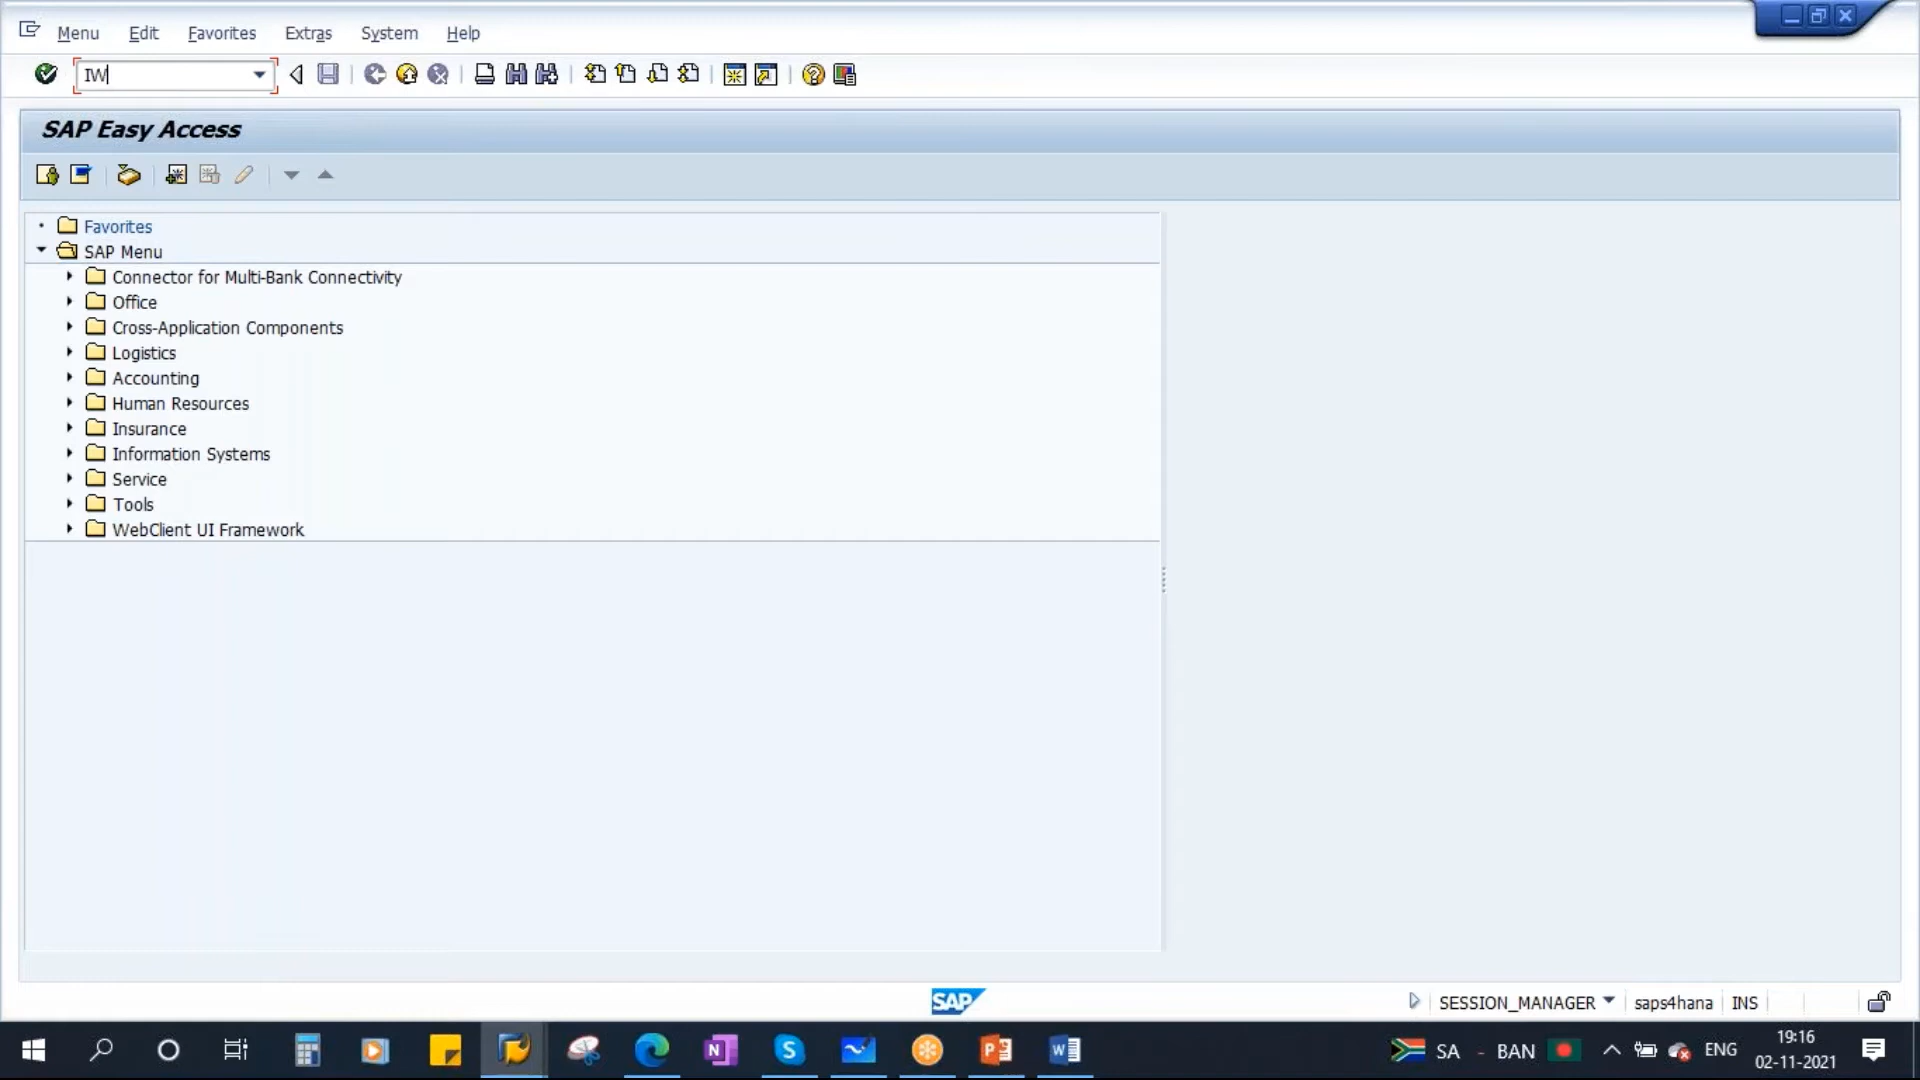 Menu Edit Favorites Extras System Help
IW
SAP Easy Access
Favorites
SAP Menu
Connector for Multi-Bank Connectivity
Office
Cross-Application Components
Logistics
Accounting
Human Resources
Insurance
Information Systems
Service
Tools
WebClient UI Framework
SAP
SESSION_MANAGER saps4hana INS
SA - BAN ENG 19:16
02-11-2021